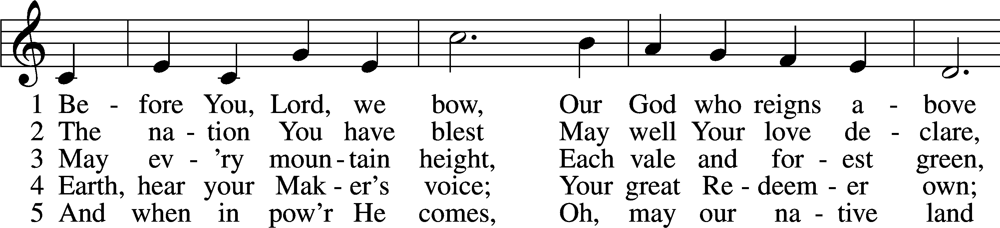 1 Be - fore You, Lord, we bow, Our God who reigns a - bove
2 The na - tion You have blest May well Your love de - clare,
3 May ev - 'ry moun - tain height, Each vale and for - est green,
4 Earth, hear your Mak - er's voice; Your great Re - deem - er own;
5 And when in pow'r He comes, Oh, may our na - tive land